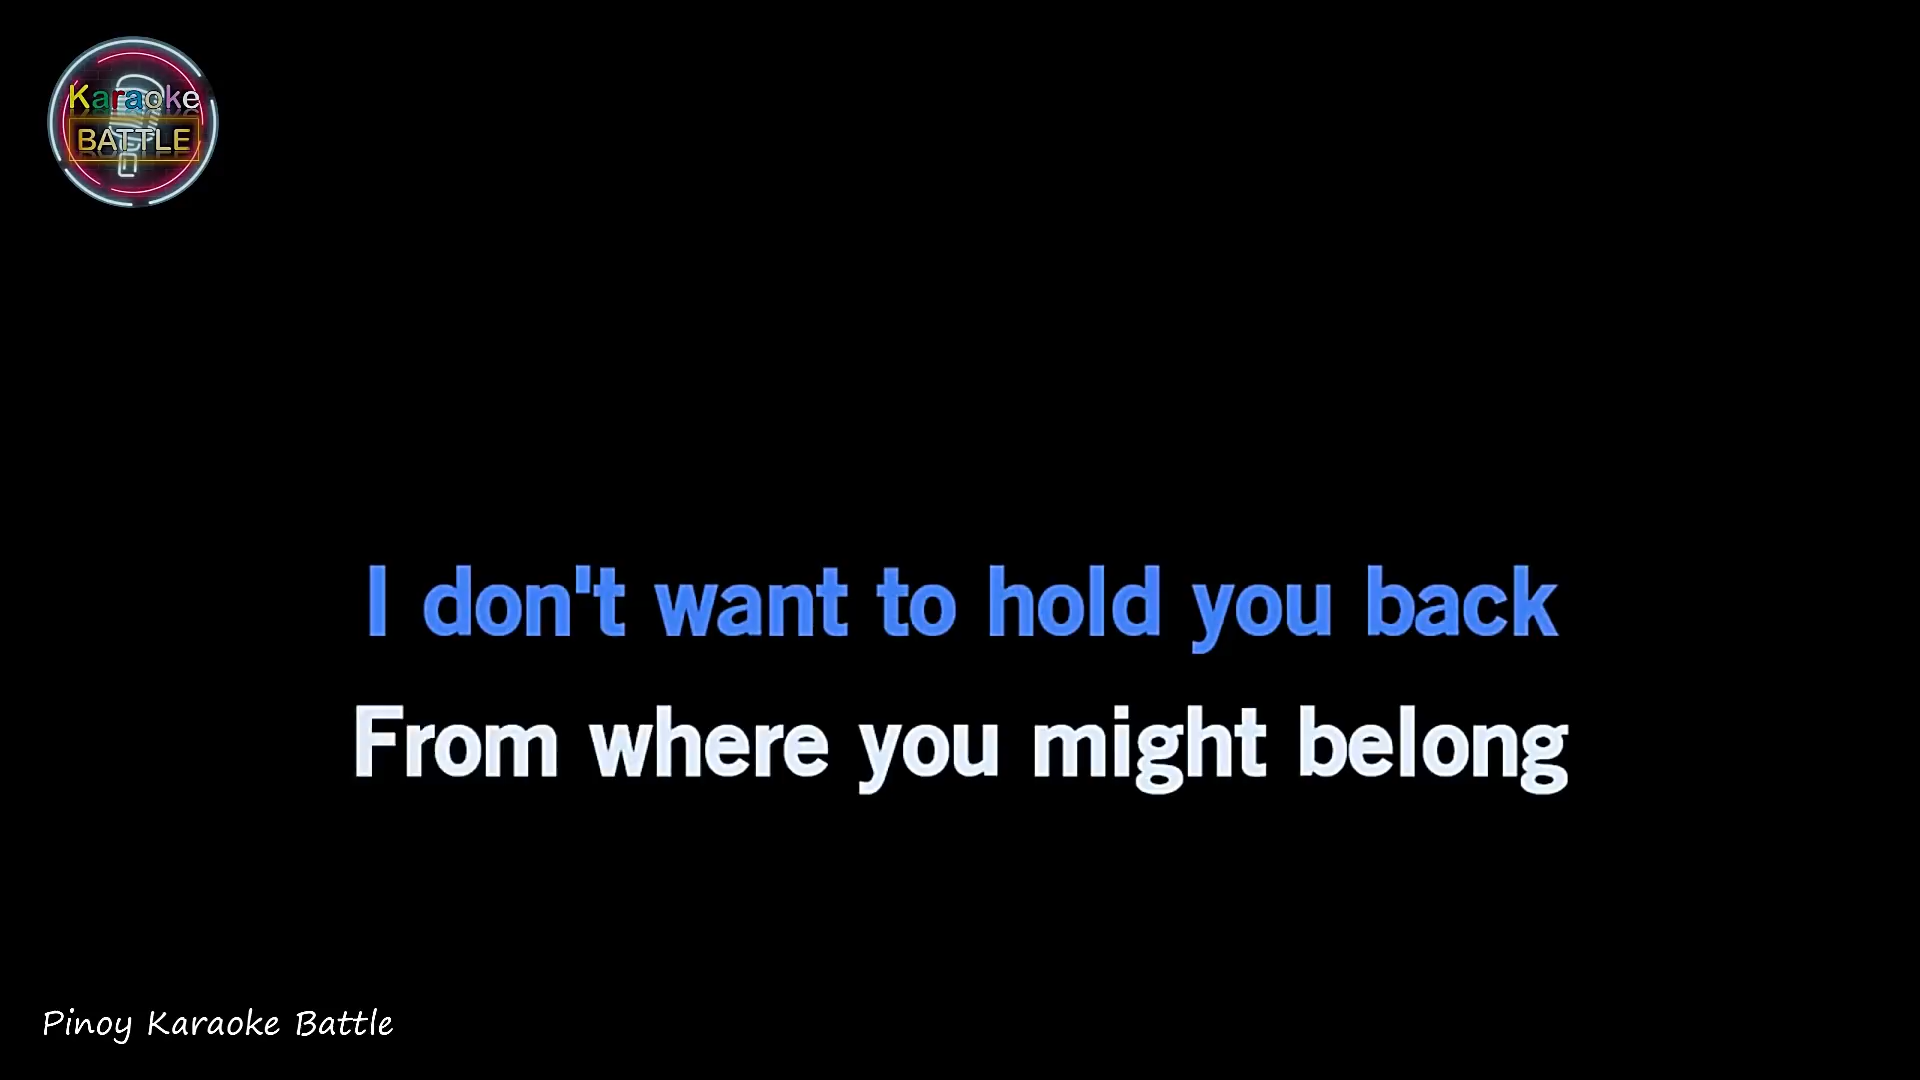 Karaoke
BATTLE
I don't want to hold you back
From where you might belong
Pinoy Karaoke Battle